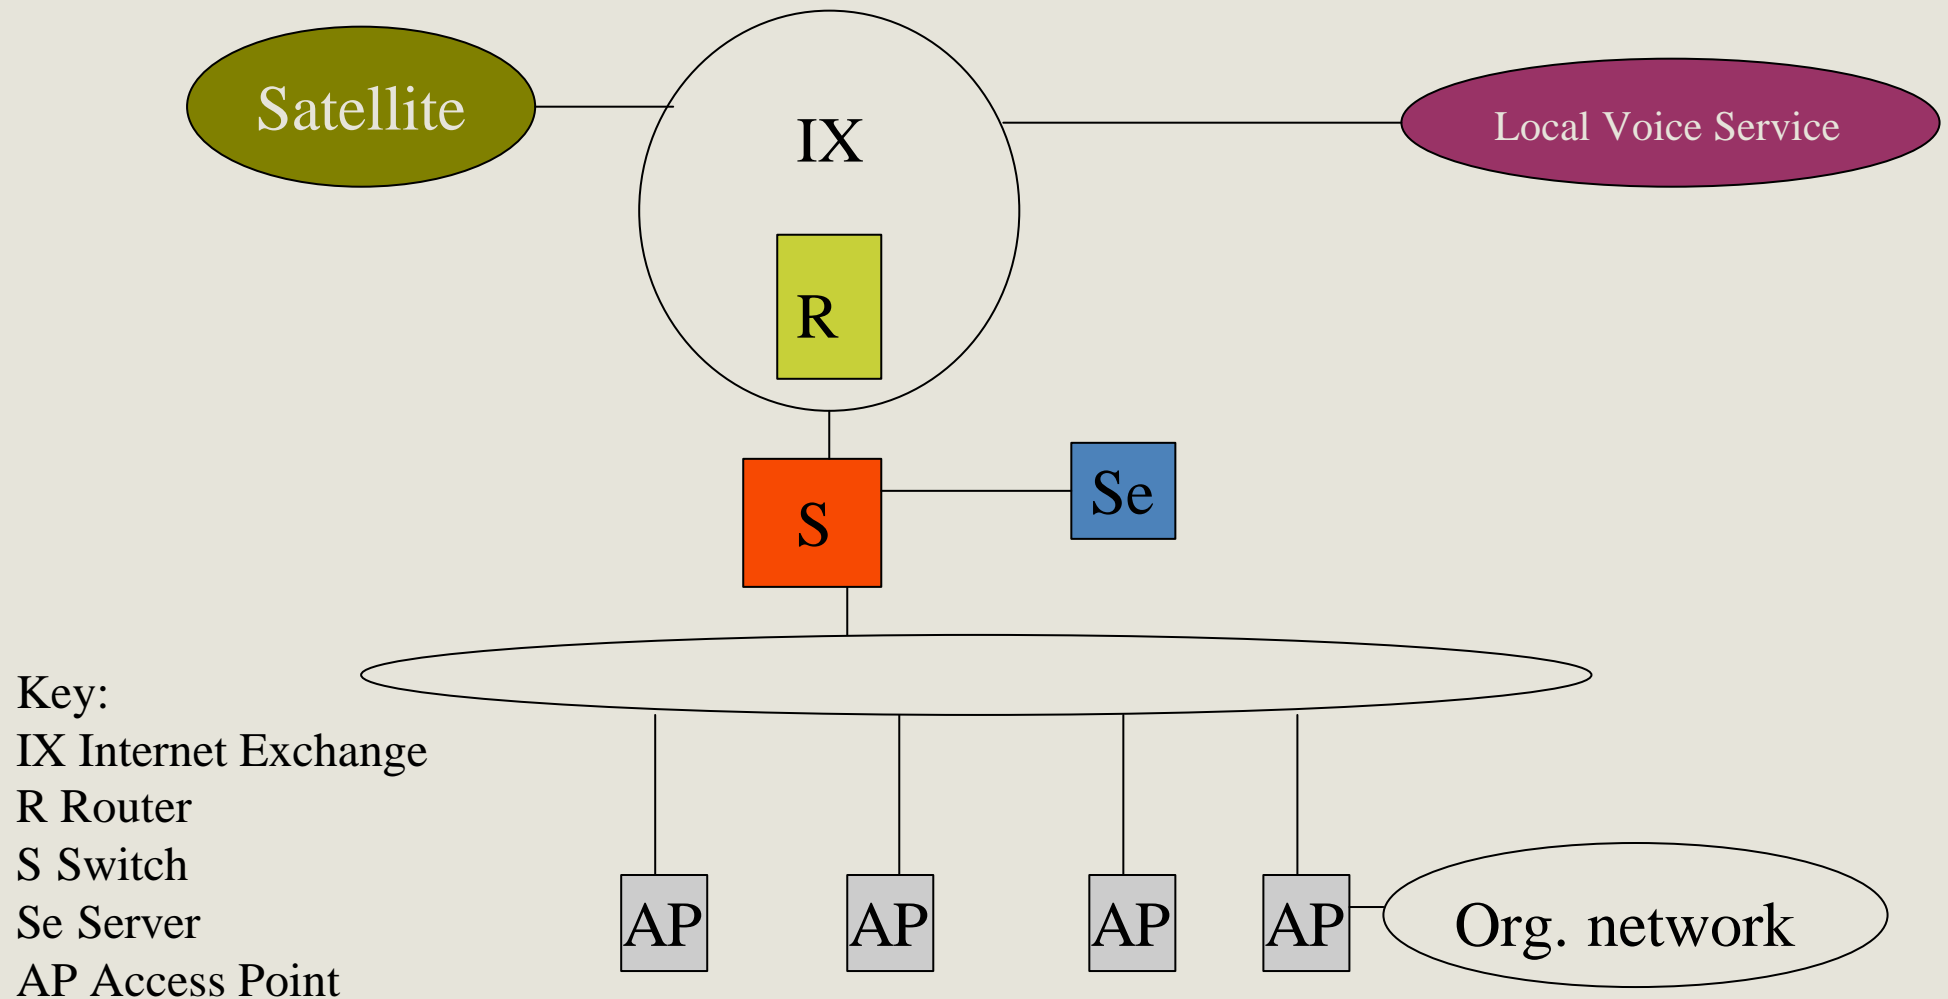 Satellite
IX
Local Voice Service
R
S
Se
Key:
IX Internet Exchange
R Router
S Switch
Se Server
AP Access Point
AP
AP
AP
AP
Org. network